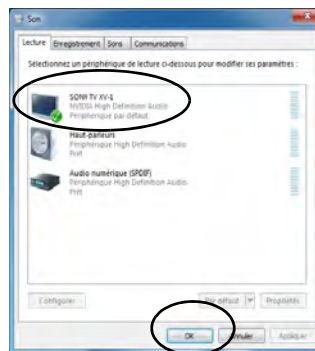 Son
Lecture Enregistrement Sons Communications
Sélectionnez un périphérique de lecture ci-dessous pour modifier ses paramètres :
SONY TV XV-1
NVIDIA High Definition Audio
Périphérique par défaut
Haut-parleurs
Périphérique High Definition Audio
Prêt
Audio numérique (SPDIF)
Périphérique High Definition Audio
Prêt
Configurer Par défaut Propriétés
OK Annuler Appliquer